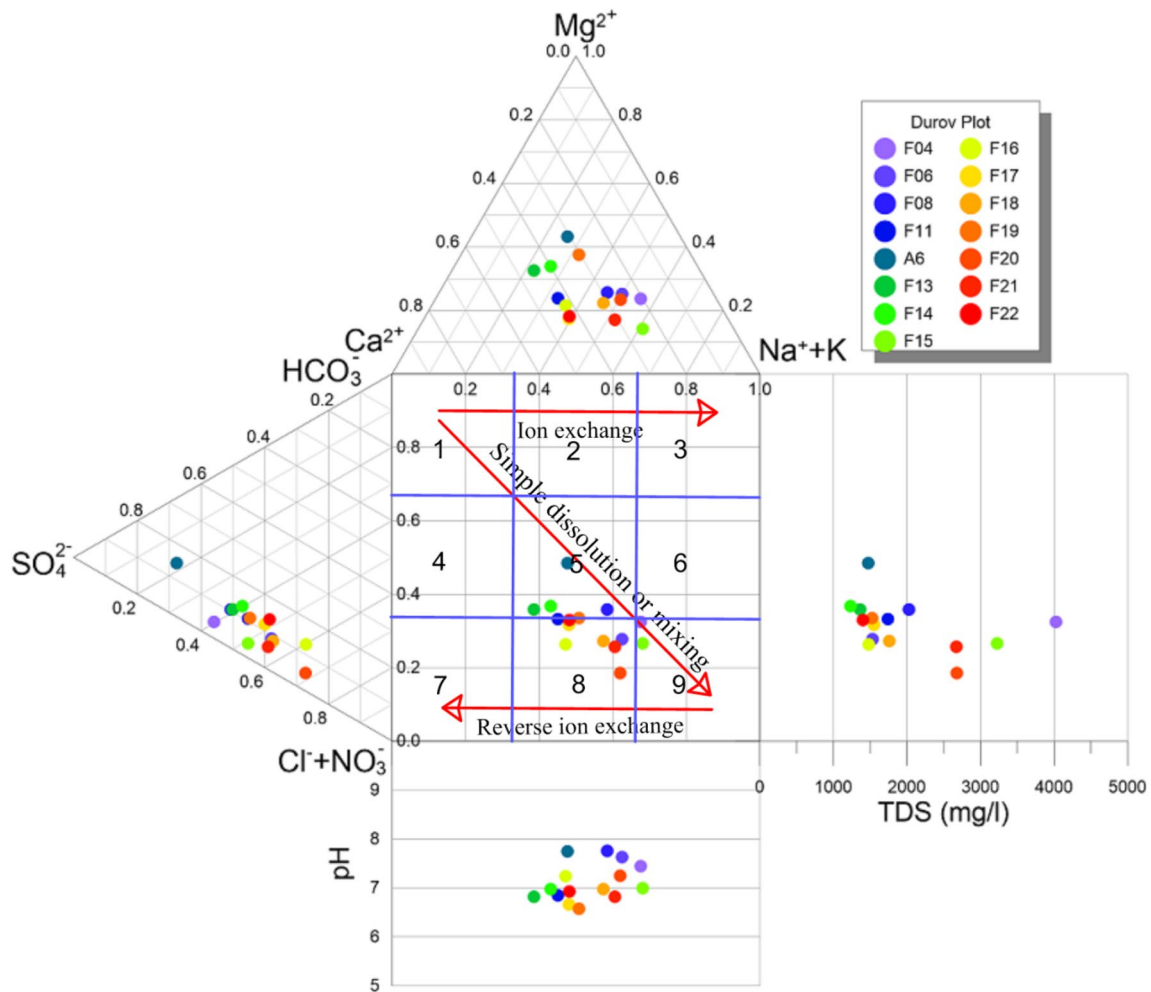 Mg²⁺
0.0 1.0
0.2 0.8
0.4 0.6
0.6 0.4
0.8 0.2
Ca²⁺
Na⁺+K
Durov Plot
F04 F16
F06 F17
F08 F18
F11 F19
A6 F20
F13 F21
F14 F22
F15
HCO₃⁻
0.2 0.4 0.6 0.8 1.0
0.2
0.4
0.6
0.8
SO₄²⁻
0.2
0.4
0.6
0.8
Cl⁻+NO₃⁻
0.8
0.6
0.4
0.2
0.0
Ion exchange
1 2 3
Simple dissolution or mixing
4 5 6
7 8 9
Reverse ion exchange
0 1000 2000 3000 4000 5000
TDS (mg/l)
pH
9
8
7
6
5